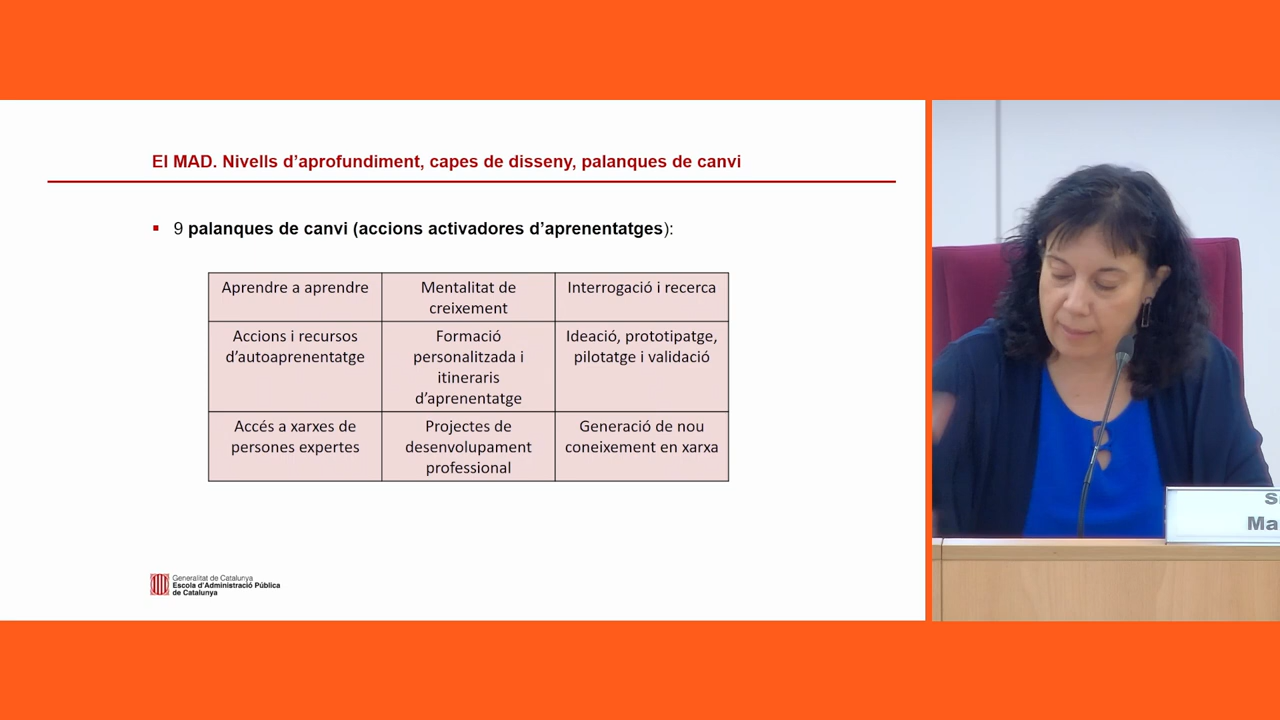 El MAD. Nivells d'aprofundiment, capes de disseny, palanques de canvi
9 palanques de canvi (accions activadores d'aprenentatges):
Aprendre a aprendre
Mentalitat de
creixement
Interrogació i recerca
Accions i recursos
d'autoaprenentatge
Formació
personalitzada i
itineraris
d'aprenentatge
Ideació, prototipatge,
pilotatge i validació
Accés a xarxes de
persones expertes
Projectes de
desenvolupament
professional
Generació de nou
coneixement en xarxa
Generalitat de Catalunya
Escola d'Administració Pública
de Catalunya